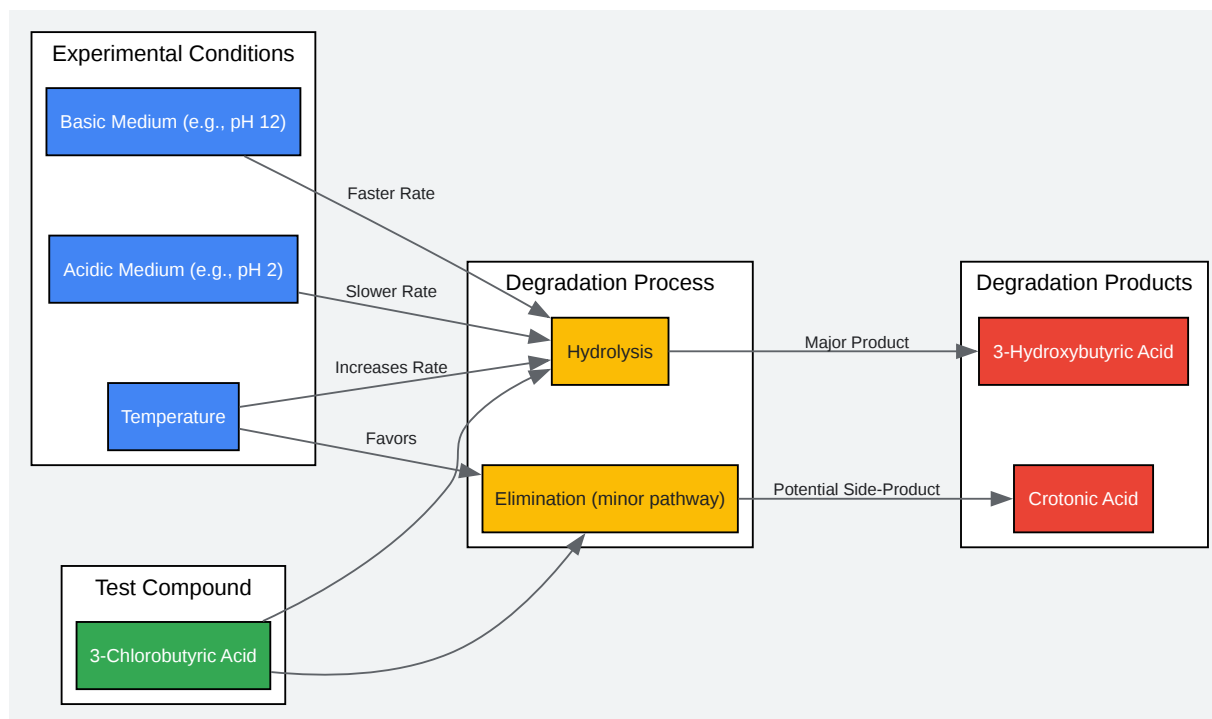 Experimental Conditions
Basic Medium (e.g., pH 12)
Faster Rate
Acidic Medium (e.g., pH 2)
Slower Rate
Temperature
Increases Rate
Favors
Degradation Process
Hydrolysis
Elimination (minor pathway)
Major Product
Potential Side-Product
Degradation Products
3-Hydroxybutyric Acid
Crotonic Acid
Test Compound
3-Chlorobutyric Acid